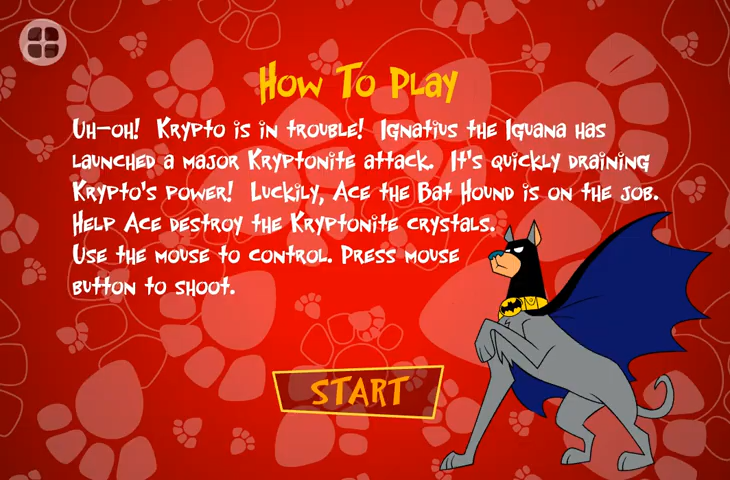 How To Play
Uh-oh! Krypto is in trouble! Ignatius the Iguana has
launched a major Kryptonite attack. It's quickly draining
Krypto's power! Luckily, Ace the Bat Hound is on the job.
Help Ace destroy the Kryptonite crystals.
Use the mouse to control. Press mouse
button to shoot.
START